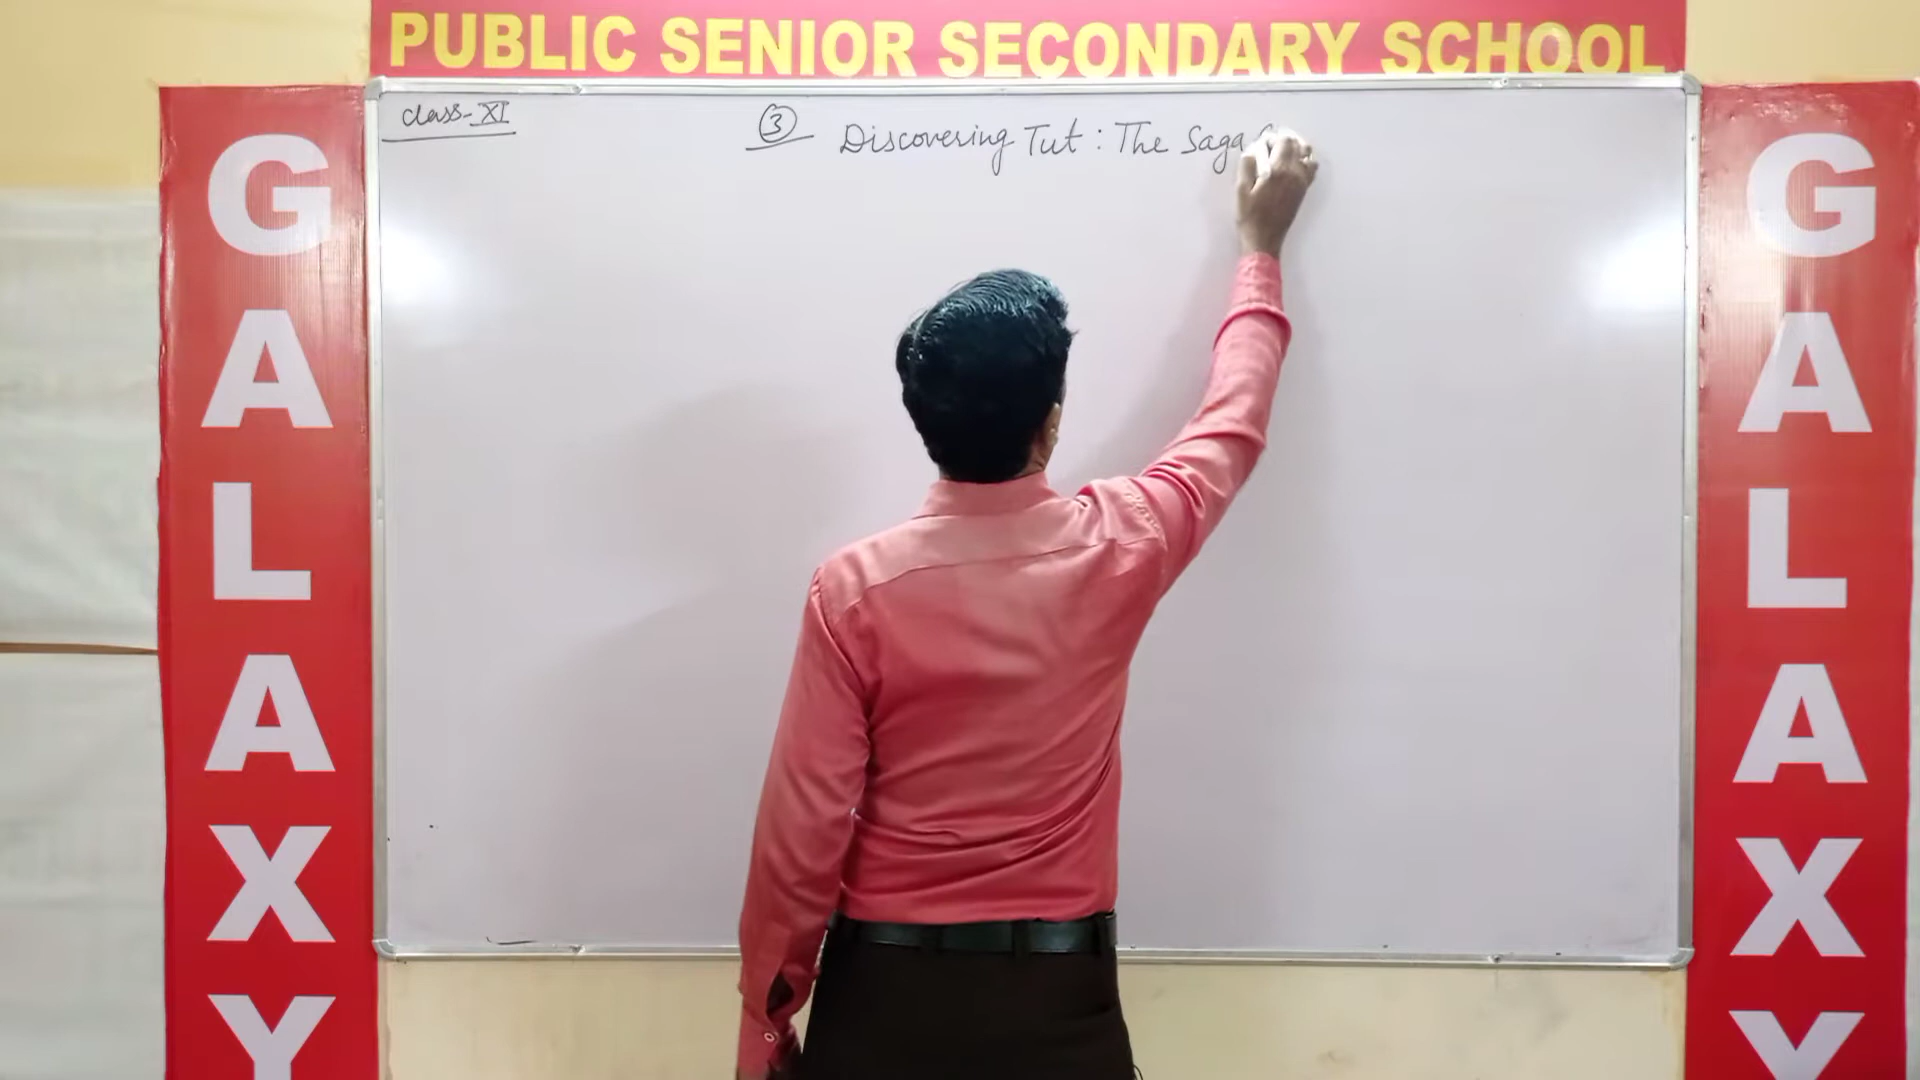 PUBLIC SENIOR SECONDARY SCHOOL
class-XI
③ Discovering Tut : The Saga
GALAXY
GALAXY